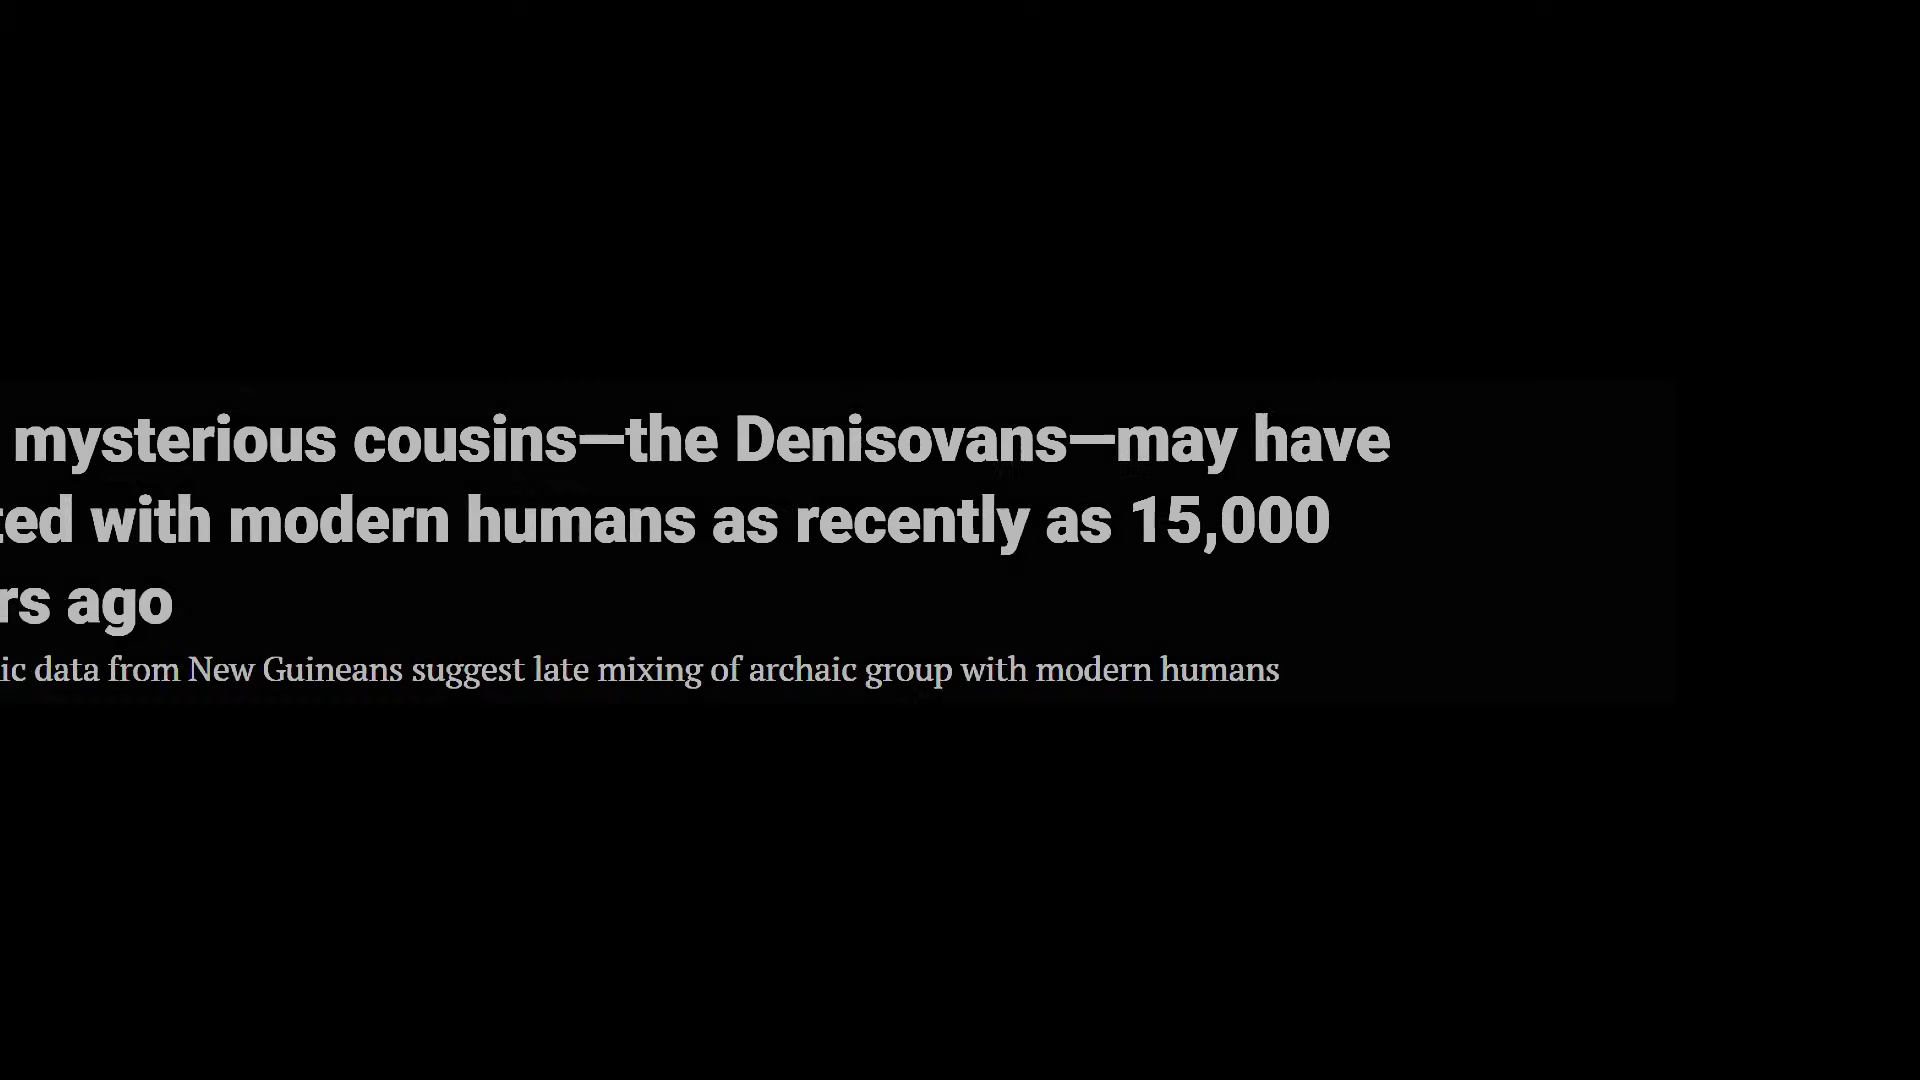 mysterious cousins—the Denisovans—may have
ted with modern humans as recently as 15,000
rs ago
ic data from New Guineans suggest late mixing of archaic group with modern humans